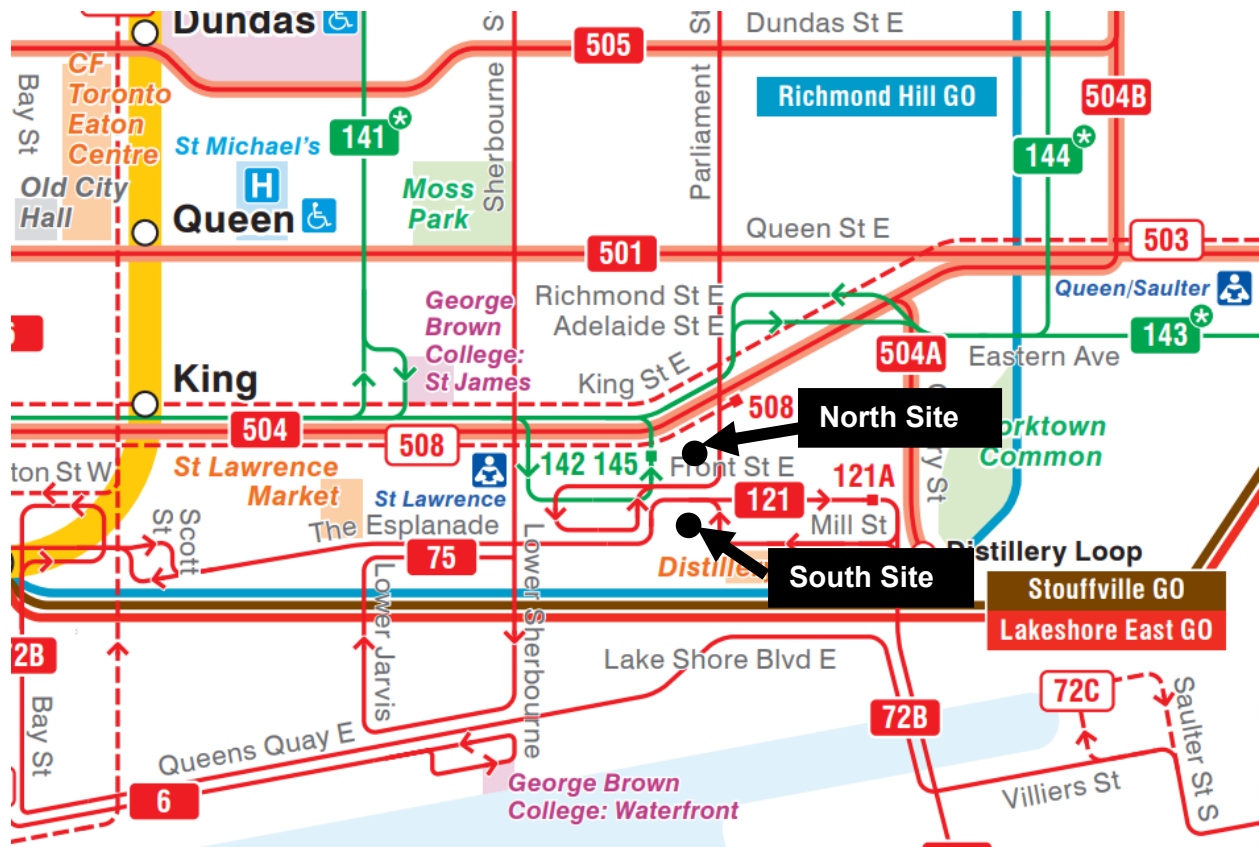 Dundas
Dundas St E
505
CF
Toronto
Eaton
Centre
Bay St
Sherbourne
Parliament
St
Richmond Hill GO
504B
141*
144*
St Michael's
H
Moss
Park
Old City
Hall
Queen
Queen St E
501
503
Queen/Saulter
Richmond St E
Adelaide St E
George
Brown
College:
St James
143*
504A
Eastern Ave
King
King St E
508
North Site
504
508
orktown
Common
142 145
Front St E
121A
ton St W
St Lawrence
Market
St Lawrence
121
Mill St
The Esplanade
Scott
St
75
Distillery Loop
South Site
Stouffville GO
Lakeshore East GO
Lower Jarvis
Lower Sherbourne
2B
Lake Shore Blvd E
72B
72C
Saulter St S
Bay St
Queens Quay E
6
George Brown
College: Waterfront
Villiers St